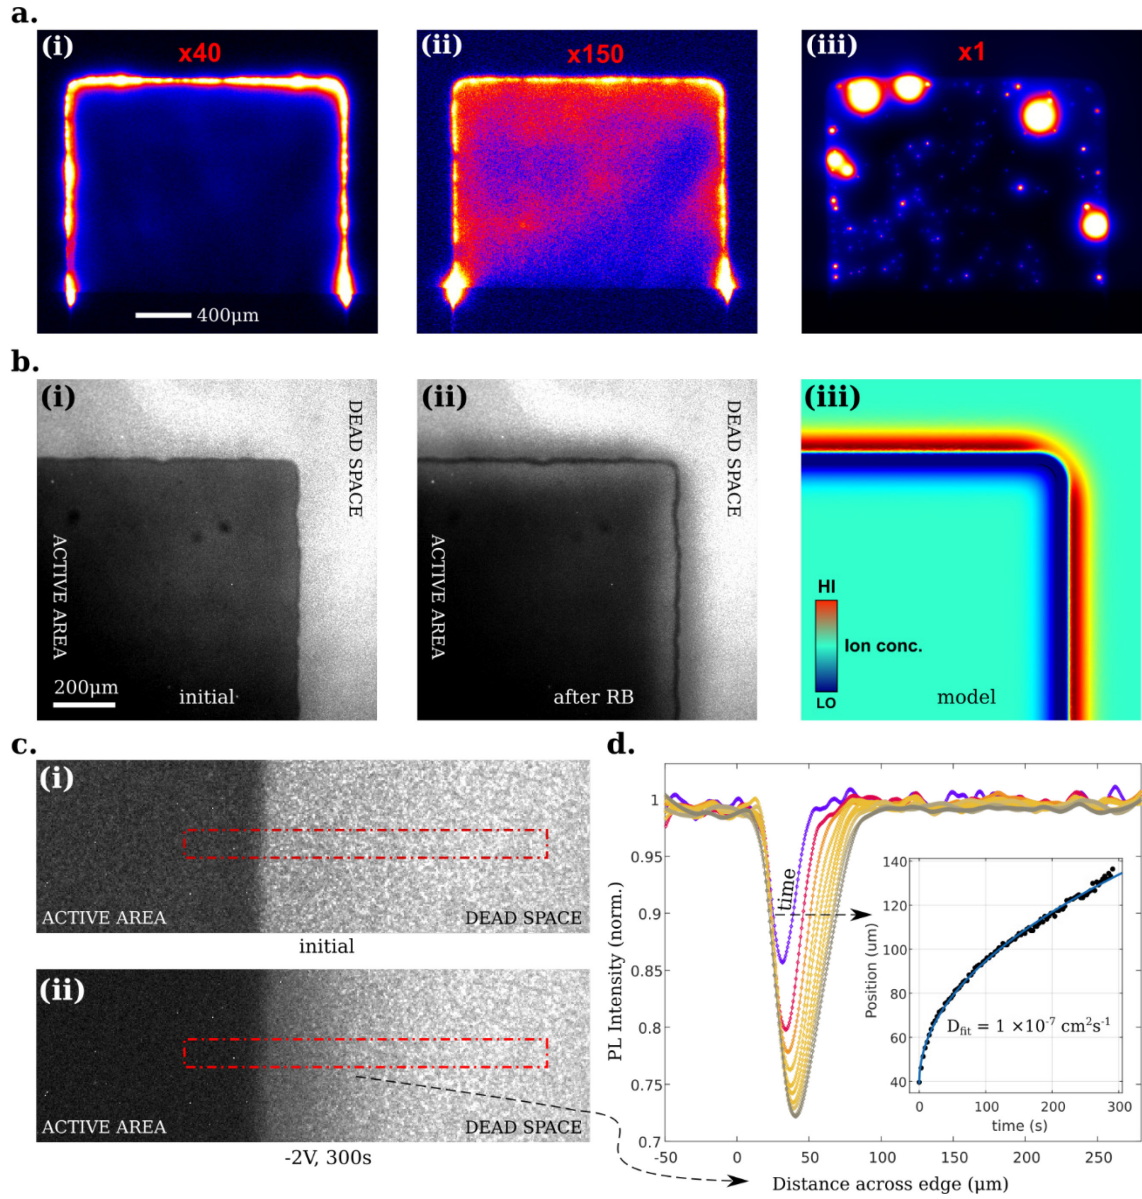 a.
(i)
x40
400μm
(ii)
x150
(iii)
x1
b.
(i)
DEAD SPACE
ACTIVE AREA
200μm
initial
(ii)
DEAD SPACE
ACTIVE AREA
after RB
(iii)
HI
Ion conc.
LO
model
c.
(i)
ACTIVE AREA
DEAD SPACE
initial
(ii)
ACTIVE AREA
DEAD SPACE
-2V, 300s
d.
PL Intensity (norm.)
1
0.95
0.9
0.85
0.8
0.75
0.7
-50
0
50
100
150
200
250
Distance across edge (μm)
time
Position (um)
140
120
100
80
60
40
0
100
200
300
time (s)
Dfit = 1 ×10-7 cm2s-1